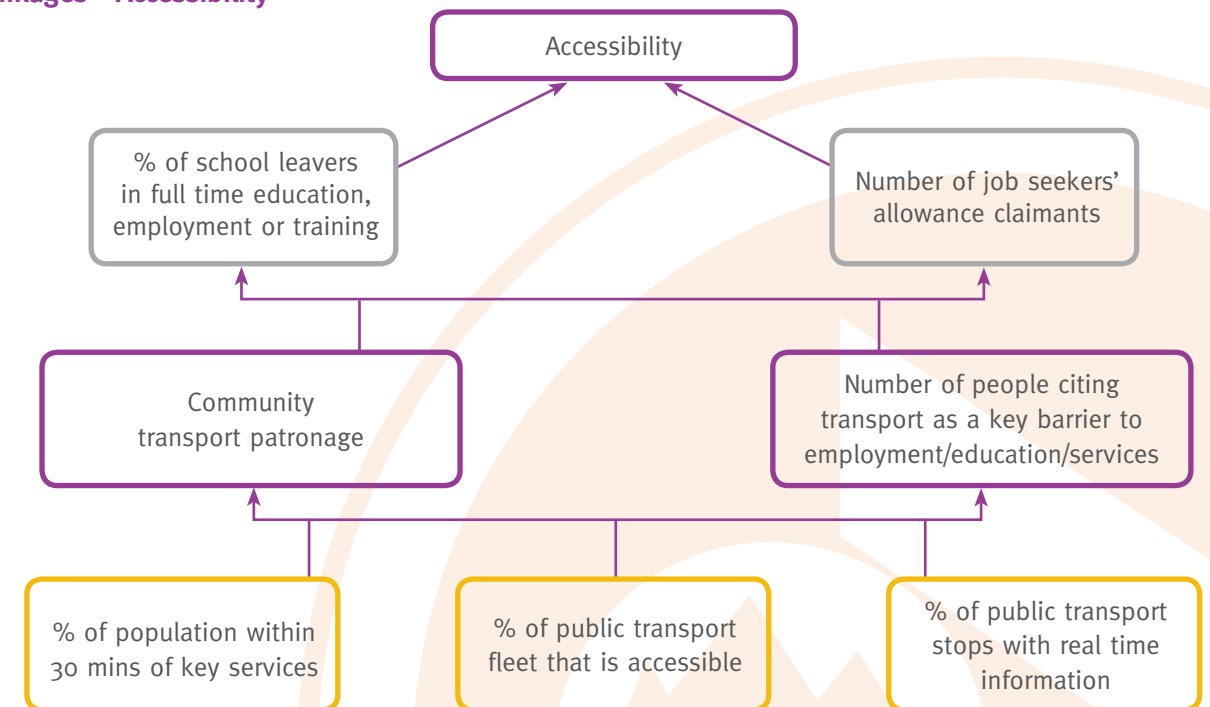 Accessibility
Accessibility
% of school leavers
in full time education,
employment or training
Number of job seekers’
allowance claimants
Community
transport patronage
Number of people citing
transport as a key barrier to
employment/education/services
% of population within
30 mins of key services
% of public transport
fleet that is accessible
% of public transport
stops with real time
information